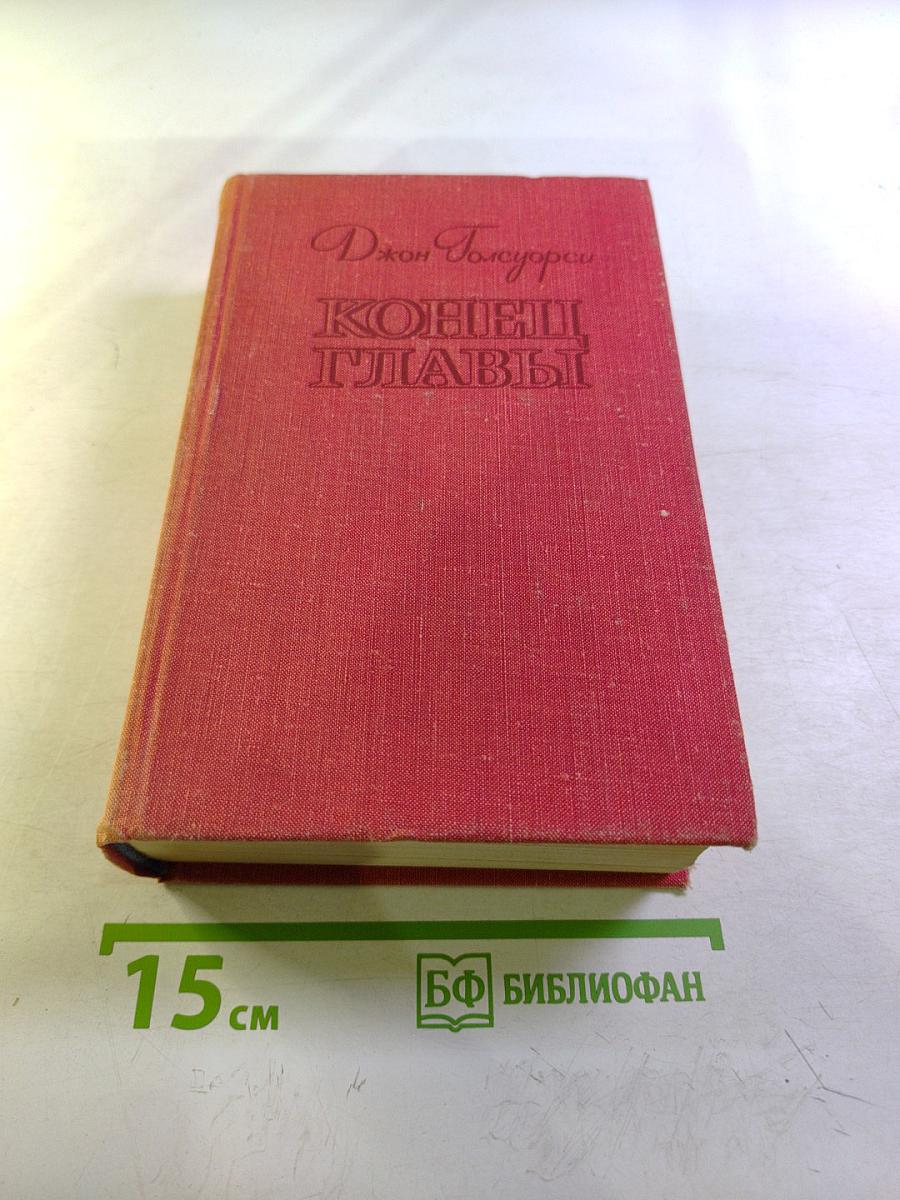 Джон Голсуорси
КОНЕЦ
ГЛАВЫ
15 см
БФ БИБЛИОФАН